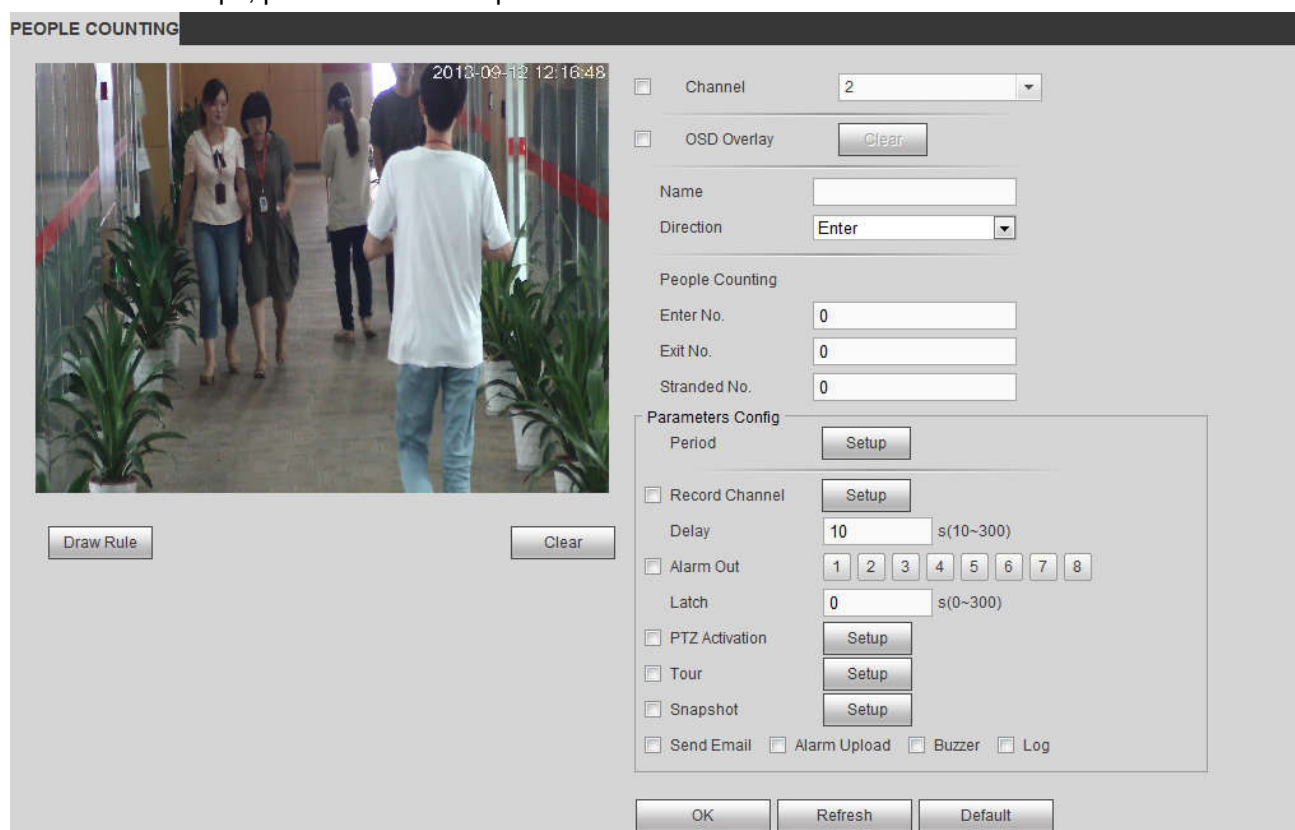 PEOPLE COUNTING
2013-09-12 12:16:48
Channel 2
OSD Overlay Clear
Name
Direction Enter
People Counting
Enter No. 0
Exit No. 0
Stranded No. 0
Parameters Config
Period Setup
Record Channel Setup
Delay 10 s(10~300)
Alarm Out 1 2 3 4 5 6 7 8
Latch 0 s(0~300)
PTZ Activation Setup
Tour Setup
Snapshot Setup
Send Email Alarm Upload Buzzer Log
Draw Rule Clear
OK Refresh Default